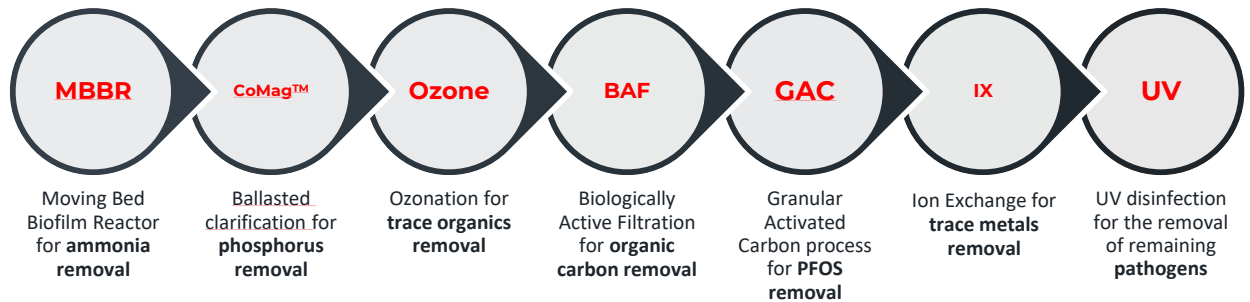 MBBR
CoMag™
Ozone
BAF
GAC
IX
UV
Moving Bed
Biofilm Reactor
for ammonia
removal
Ballasted
clarification for
phosphorus
removal
Ozonation for
trace organics
removal
Biologically
Active Filtration
for organic
carbon removal
Granular
Activated
Carbon process
for PFOS
removal
Ion Exchange for
trace metals
removal
UV disinfection
for the removal
of remaining
pathogens